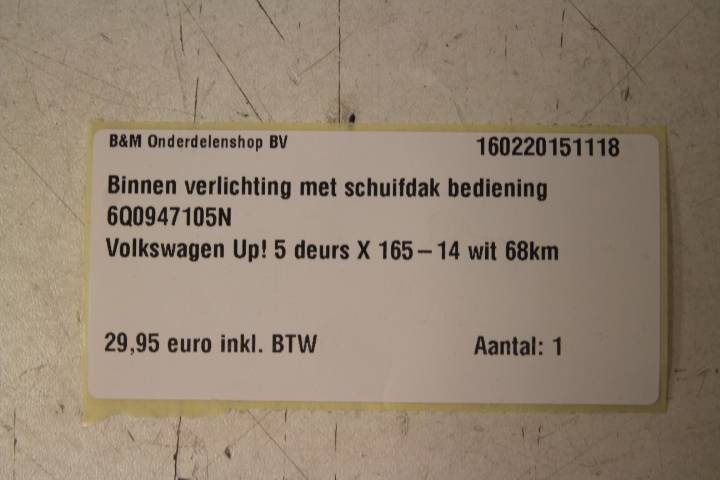 B&M Onderdelenshop BV
160220151118
Binnen verlichting met schuifdak bediening
6Q0947105N
Volkswagen Up! 5 deurs X 165-14 wit 68km
29,95 euro inkl. BTW
Aantal: 1